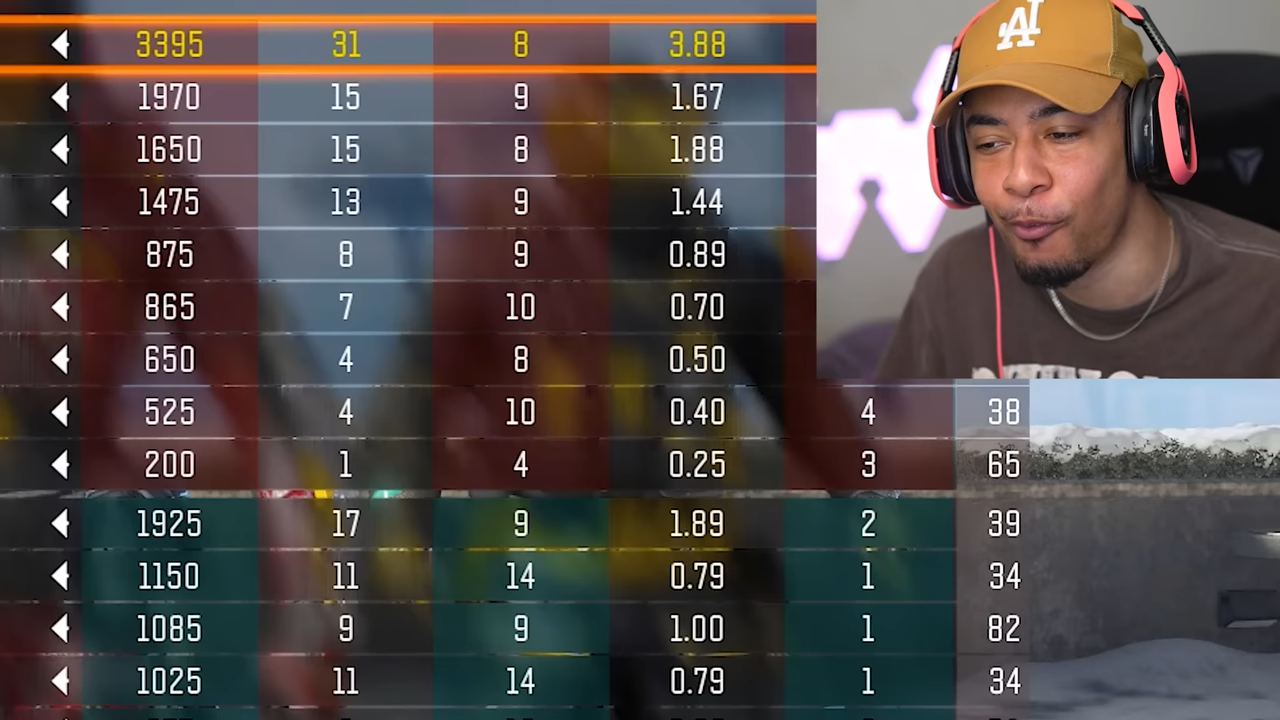 3395 31 8 3.88
1970 15 9 1.67
1650 15 8 1.88
1475 13 9 1.44
875 8 9 0.89
865 7 10 0.70
650 4 8 0.50
525 4 10 0.40 4 38
200 1 4 0.25 3 65
1925 17 9 1.89 2 39
1150 11 14 0.79 1 34
1085 9 9 1.00 1 82
1025 11 14 0.79 1 34
LA